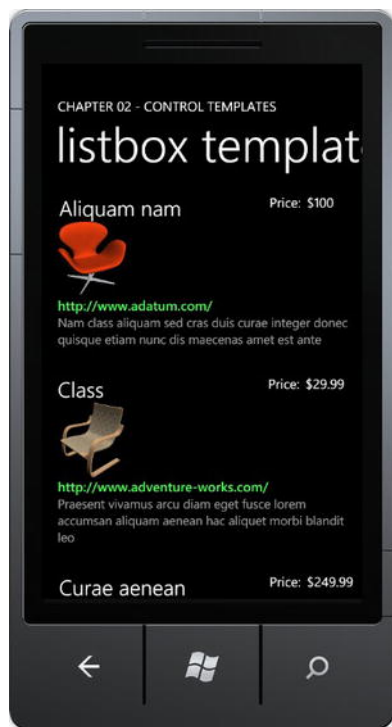 CHAPTER 02 - CONTROL TEMPLATES
listbox templat
Aliquam nam Price: $100
http://www.adatum.com/
Nam class aliquam sed cras duis curae integer donec
quisque etiam nunc dis maecenas amet est ante
Class Price: $29.99
http://www.adventure-works.com/
Praesent vivamus arcu diam eget fusce lorem
accumsan aliquam aenean hac aliquet morbi blandit
leo
Curae aenean Price: $249.99